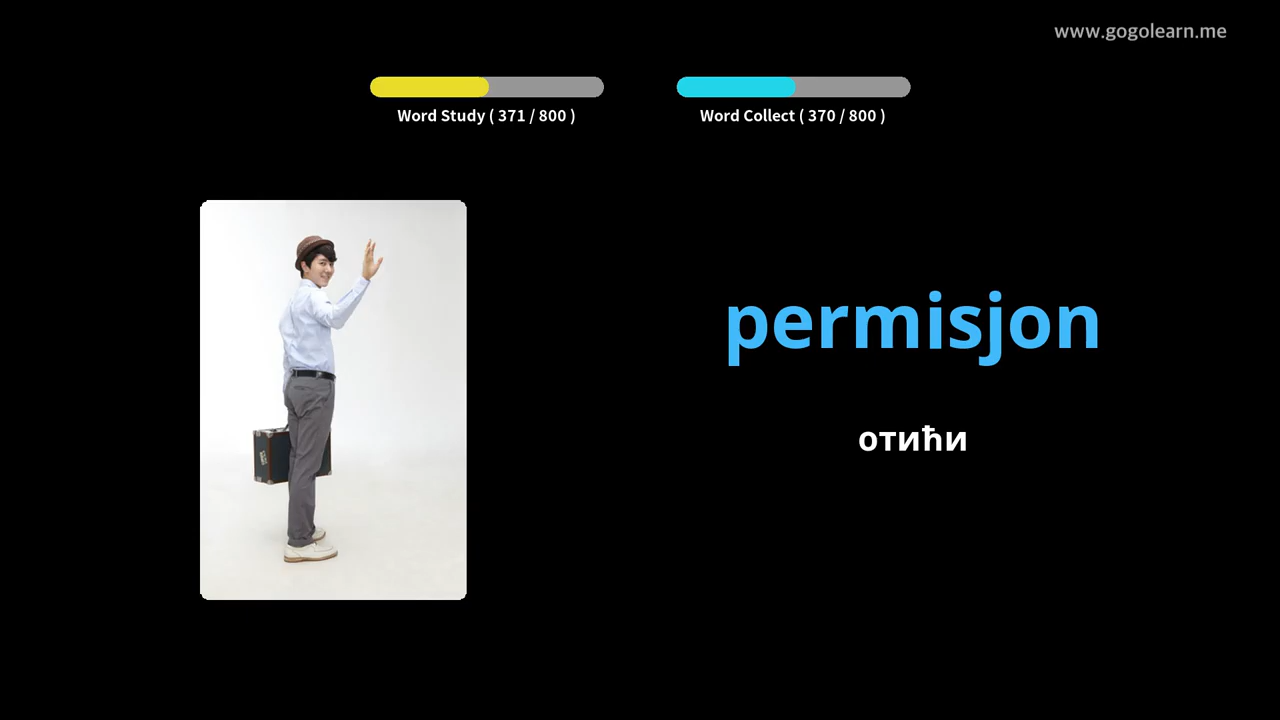 www.gogolearn.me
Word Study ( 371 / 800 )
Word Collect ( 370 / 800 )
permisjon
отићи